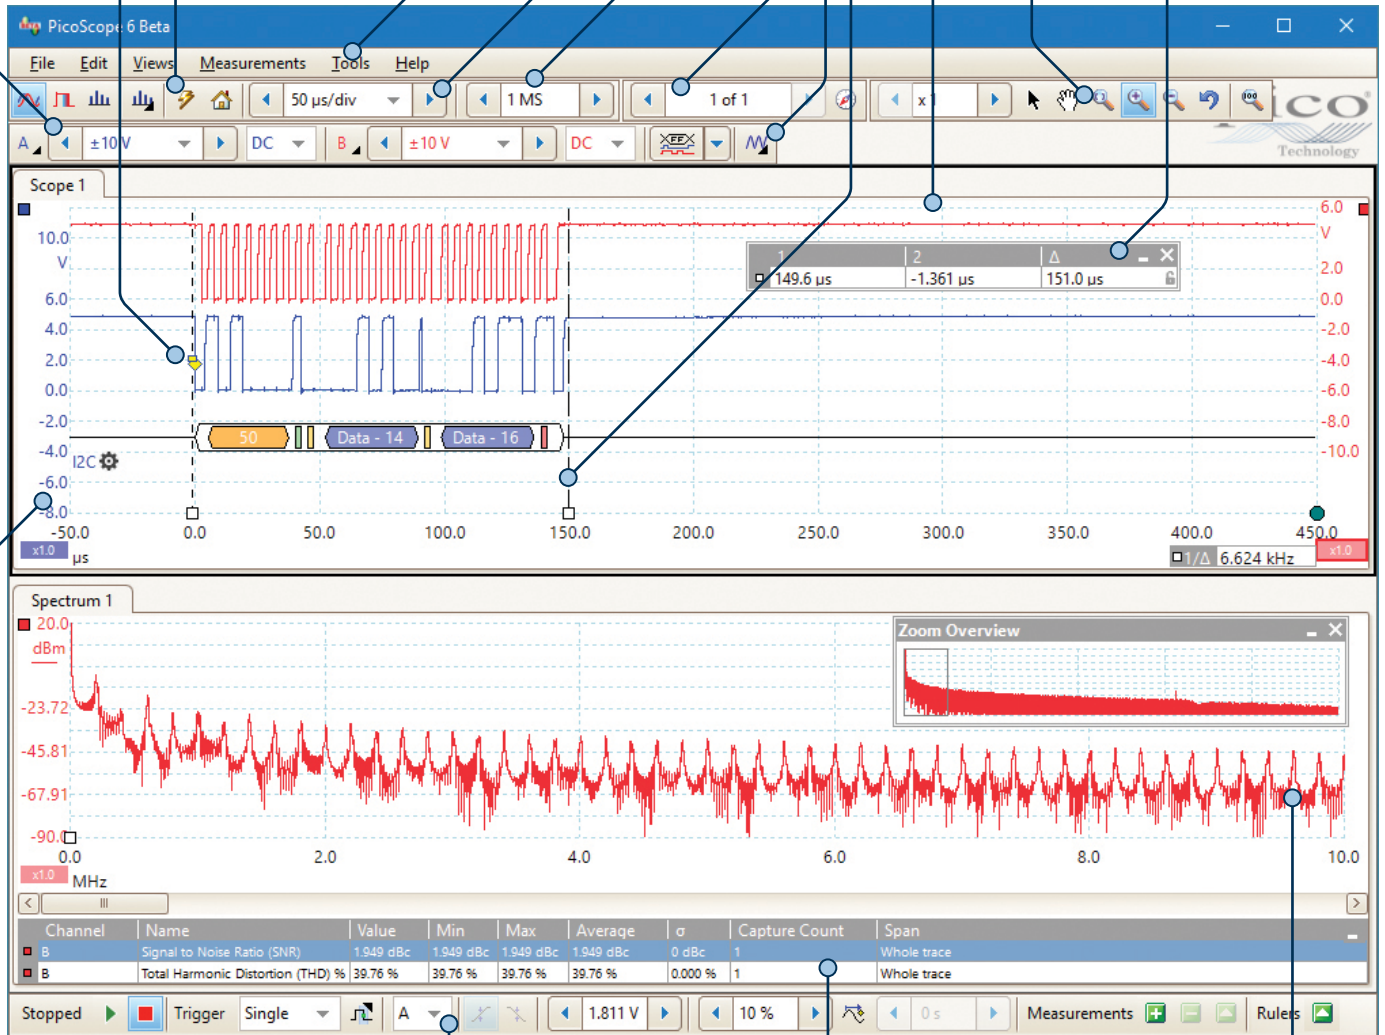 PicoScope 6 Beta
File Edit Views Measurements Tools Help
50 µs/div 1 MS 1 of 1 x 1 100
pico
Technology
A ±10 V DC B ±10 V DC FF
Scope 1
10.0
V
6.0
4.0
2.0
0.0
-2.0
-4.0
-6.0
-8.0
6.0
V
2.0
0.0
-2.0
-4.0
-6.0
-8.0
-10.0
1 2 Δ
149.6 µs -1.361 µs 151.0 µs
50 Data - 14 Data - 16
I2C
-50.0 0.0 50.0 100.0 150.0 200.0 250.0 300.0 350.0 400.0 450.0
x1.0 µs 1/Δ 6.624 kHz x1.0
Spectrum 1
20.0
dBm
-23.72
-45.81
-67.91
-90.0
Zoom Overview
0.0 2.0 4.0 6.0 8.0 10.0
x1.0 MHz
Channel Name Value Min Max Average σ Capture Count Span
B Signal to Noise Ratio (SNR) 1.949 dBc 1.949 dBc 1.949 dBc 1.949 dBc 0 dBc 1 Whole trace
B Total Harmonic Distortion (THD) % 39.76 % 39.76 % 39.76 % 39.76 % 0.000 % 1 Whole trace
Stopped Trigger Single A 1.811 V 10 % 0 s Measurements Rulers